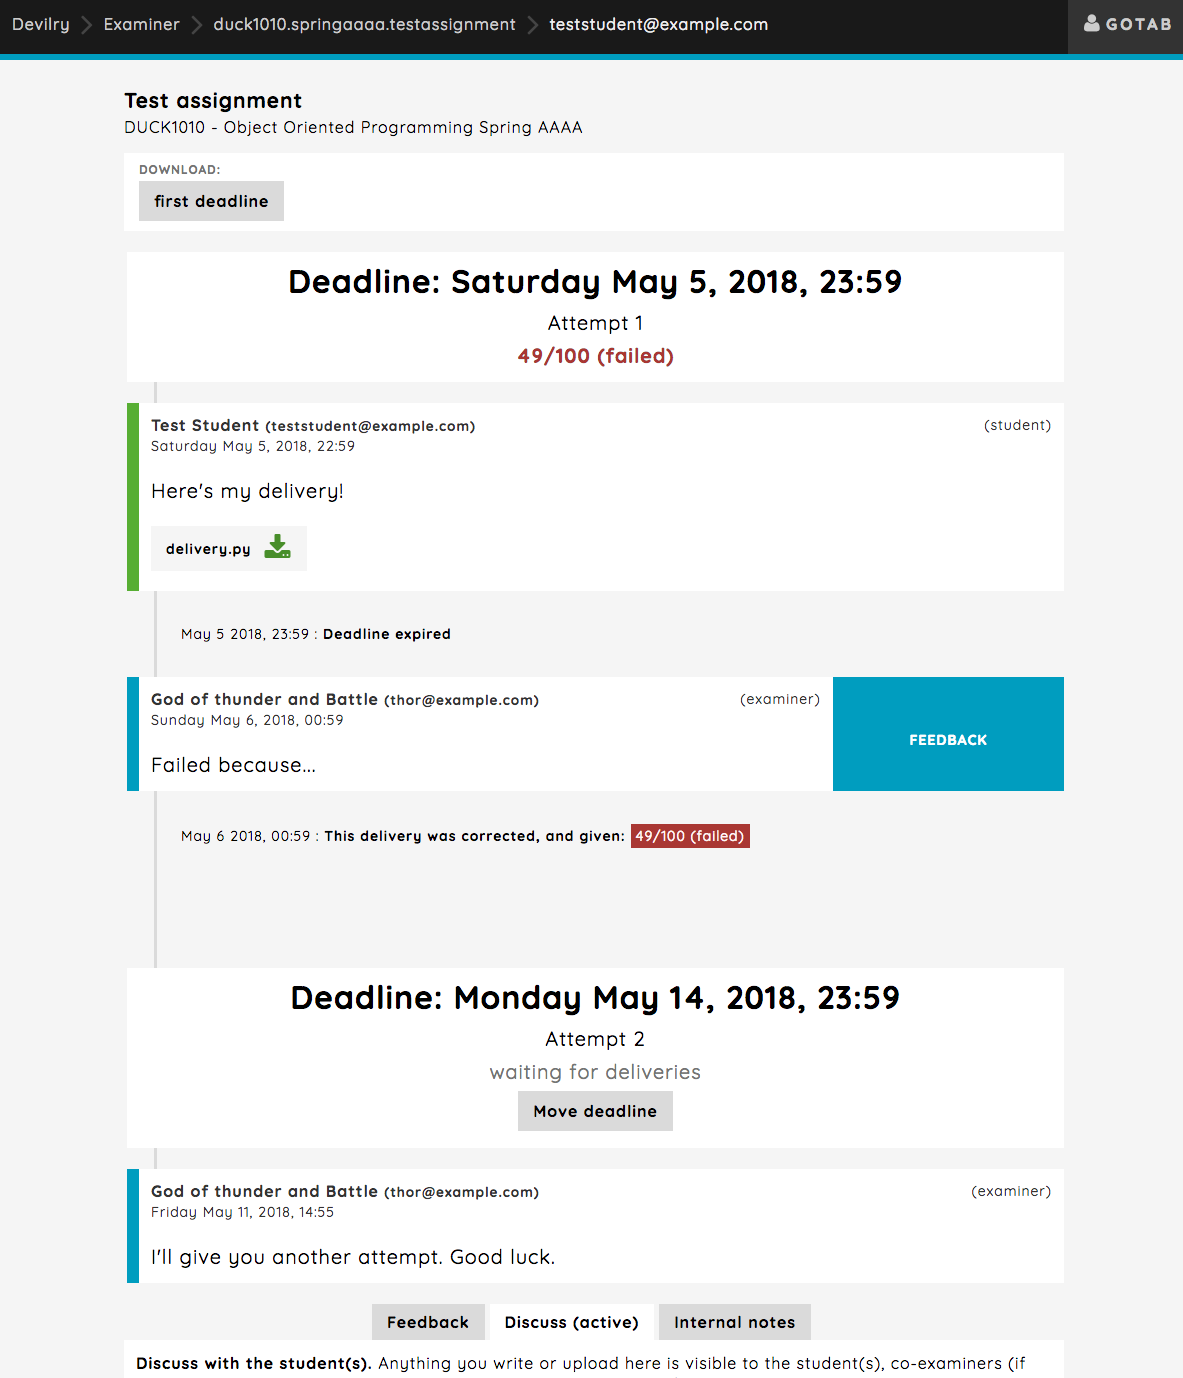 Devilry > Examiner > duck1010.springaaaa.testassignment > teststudent@example.com GOTAB
Test assignment
DUCK1010 - Object Oriented Programming Spring AAAA
DOWNLOAD:
first deadline
Deadline: Saturday May 5, 2018, 23:59
Attempt 1
49/100 (failed)
Test Student (teststudent@example.com) (student)
Saturday May 5, 2018, 22:59
Here's my delivery!
delivery.py
May 5 2018, 23:59 : Deadline expired
God of thunder and Battle (thor@example.com) (examiner)
Sunday May 6, 2018, 00:59
FEEDBACK
Failed because...
May 6 2018, 00:59 : This delivery was corrected, and given: 49/100 (failed)
Deadline: Monday May 14, 2018, 23:59
Attempt 2
waiting for deliveries
Move deadline
God of thunder and Battle (thor@example.com) (examiner)
Friday May 11, 2018, 14:55
I'll give you another attempt. Good luck.
Feedback Discuss (active) Internal notes
Discuss with the student(s). Anything you write or upload here is visible to the student(s), co-examiners (if